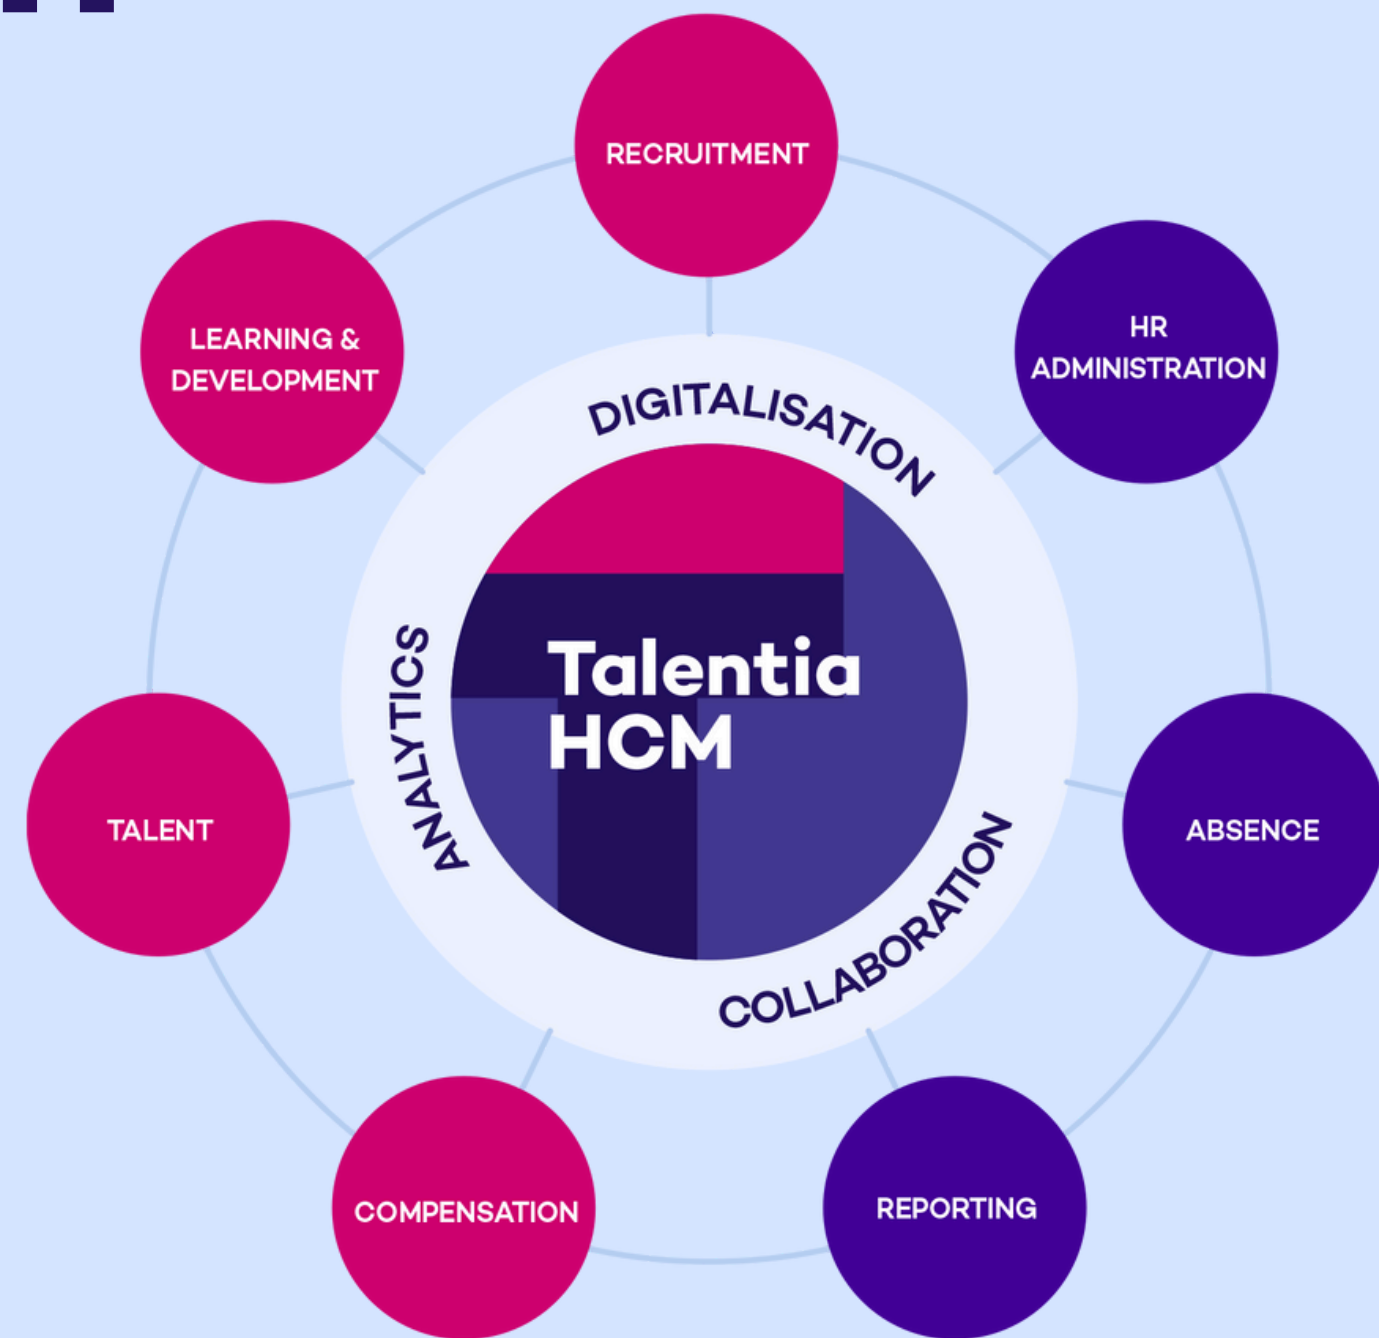 RECRUITMENT
HR
ADMINISTRATION
LEARNING &
DEVELOPMENT
DIGITALISATION
ANALYTICS
Talentia
HCM
COLLABORATION
TALENT
ABSENCE
COMPENSATION
REPORTING